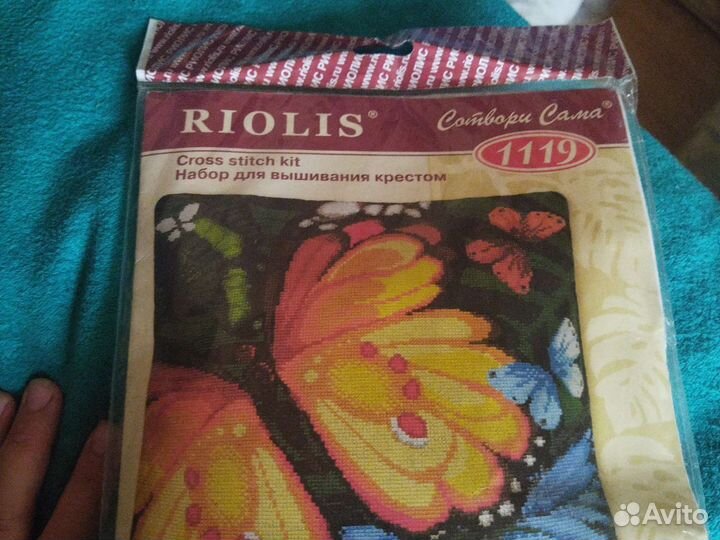 RIOLIS®
Сотвори Сама®
1119
Cross stitch kit
Набор для вышивания крестом
Avito